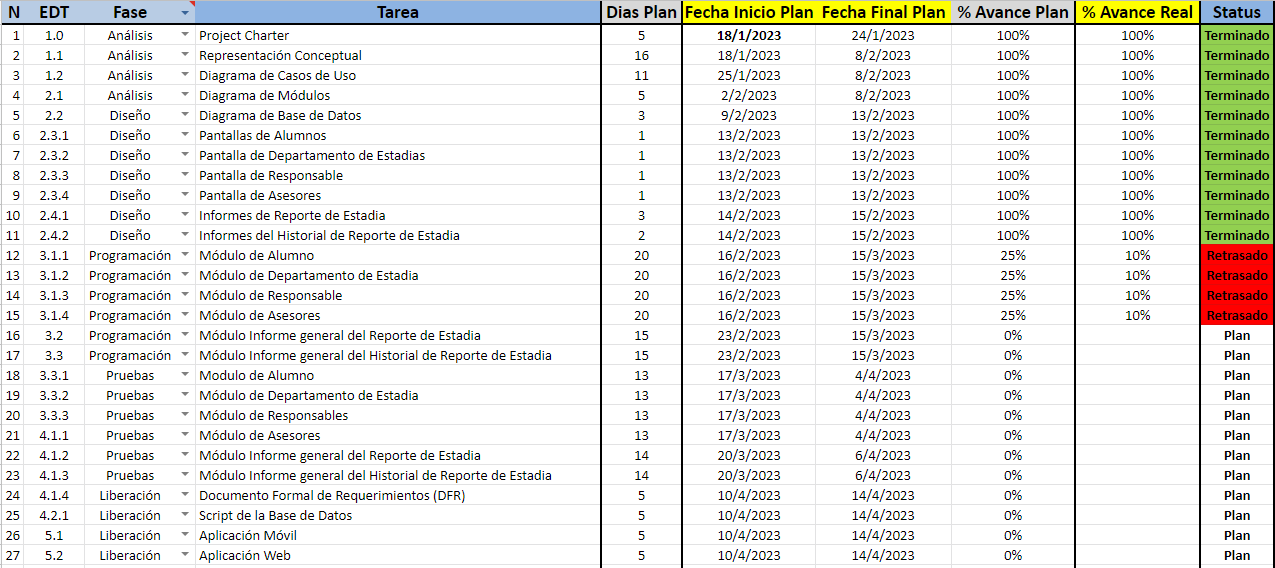 N EDT Fase Tarea Dias Plan Fecha Inicio Plan Fecha Final Plan % Avance Plan % Avance Real Status
1 1.0 Análisis Project Charter 5 18/1/2023 24/1/2023 100% 100% Terminado
2 1.1 Análisis Representación Conceptual 16 18/1/2023 8/2/2023 100% 100% Terminado
3 1.2 Análisis Diagrama de Casos de Uso 11 25/1/2023 8/2/2023 100% 100% Terminado
4 2.1 Análisis Diagrama de Módulos 5 2/2/2023 8/2/2023 100% 100% Terminado
5 2.2 Diseño Diagrama de Base de Datos 3 9/2/2023 13/2/2023 100% 100% Terminado
6 2.3.1 Diseño Pantallas de Alumnos 1 13/2/2023 13/2/2023 100% 100% Terminado
7 2.3.2 Diseño Pantalla de Departamento de Estadias 1 13/2/2023 13/2/2023 100% 100% Terminado
8 2.3.3 Diseño Pantalla de Responsable 1 13/2/2023 13/2/2023 100% 100% Terminado
9 2.3.4 Diseño Pantalla de Asesores 1 13/2/2023 13/2/2023 100% 100% Terminado
10 2.4.1 Diseño Informes de Reporte de Estadia 3 14/2/2023 15/2/2023 100% 100% Terminado
11 2.4.2 Diseño Informes del Historial de Reporte de Estadia 2 14/2/2023 15/2/2023 100% 100% Terminado
12 3.1.1 Programación Módulo de Alumno 20 16/2/2023 15/3/2023 25% 10% Retrasado
13 3.1.2 Programación Módulo de Departamento de Estadia 20 16/2/2023 15/3/2023 25% 10% Retrasado
14 3.1.3 Programación Módulo de Responsable 20 16/2/2023 15/3/2023 25% 10% Retrasado
15 3.1.4 Programación Módulo de Asesores 20 16/2/2023 15/3/2023 25% 10% Retrasado
16 3.2 Programación Módulo Informe general del Reporte de Estadia 15 23/2/2023 15/3/2023 0% Plan
17 3.3 Programación Módulo Informe general del Historial de Reporte de Estadia 15 23/2/2023 15/3/2023 0% Plan
18 3.3.1 Pruebas Modulo de Alumno 13 17/3/2023 4/4/2023 0% Plan
19 3.3.2 Pruebas Módulo de Departamento de Estadia 13 17/3/2023 4/4/2023 0% Plan
20 3.3.3 Pruebas Módulo de Responsables 13 17/3/2023 4/4/2023 0% Plan
21 4.1.1 Pruebas Módulo de Asesores 13 17/3/2023 4/4/2023 0% Plan
22 4.1.2 Pruebas Módulo Informe general del Reporte de Estadia 14 20/3/2023 6/4/2023 0% Plan
23 4.1.3 Pruebas Módulo Informe general del Historial de Reporte de Estadia 14 20/3/2023 6/4/2023 0% Plan
24 4.1.4 Liberación Documento Formal de Requerimientos (DFR) 5 10/4/2023 14/4/2023 0% Plan
25 4.2.1 Liberación Script de la Base de Datos 5 10/4/2023 14/4/2023 0% Plan
26 5.1 Liberación Aplicación Móvil 5 10/4/2023 14/4/2023 0% Plan
27 5.2 Liberación Aplicación Web 5 10/4/2023 14/4/2023 0% Plan